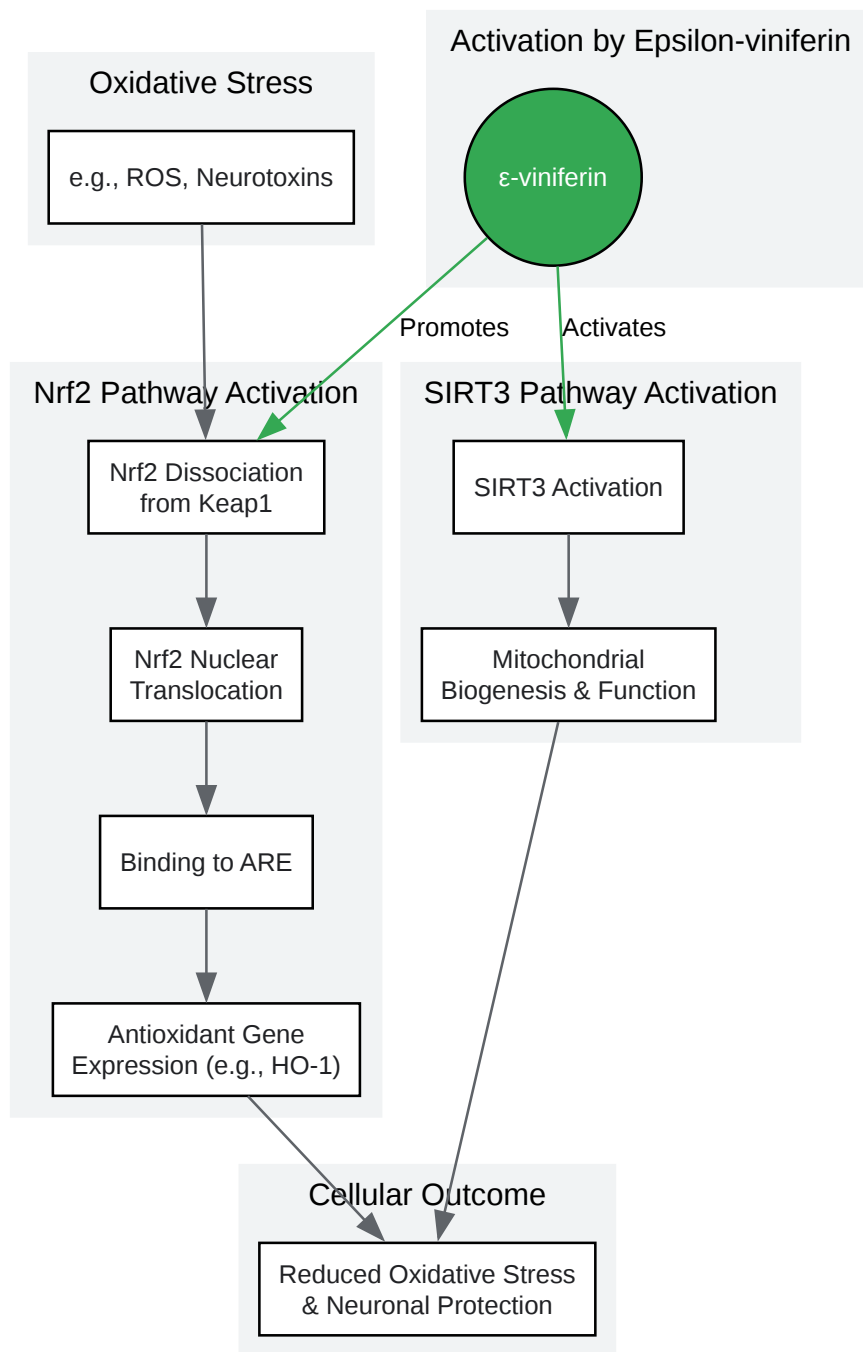 Activation by Epsilon-viniferin
Oxidative Stress
e.g., ROS, Neurotoxins
ε-viniferin
Promotes
Activates
Nrf2 Pathway Activation
SIRT3 Pathway Activation
Nrf2 Dissociation
from Keap1
SIRT3 Activation
Nrf2 Nuclear
Translocation
Mitochondrial
Biogenesis & Function
Binding to ARE
Antioxidant Gene
Expression (e.g., HO-1)
Cellular Outcome
Reduced Oxidative Stress
& Neuronal Protection